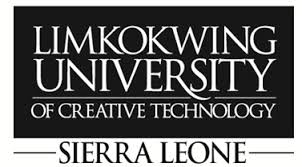 LIMKOKWING
UNIVERSITY
OF CREATIVE TECHNOLOGY
SIERRA LEONE